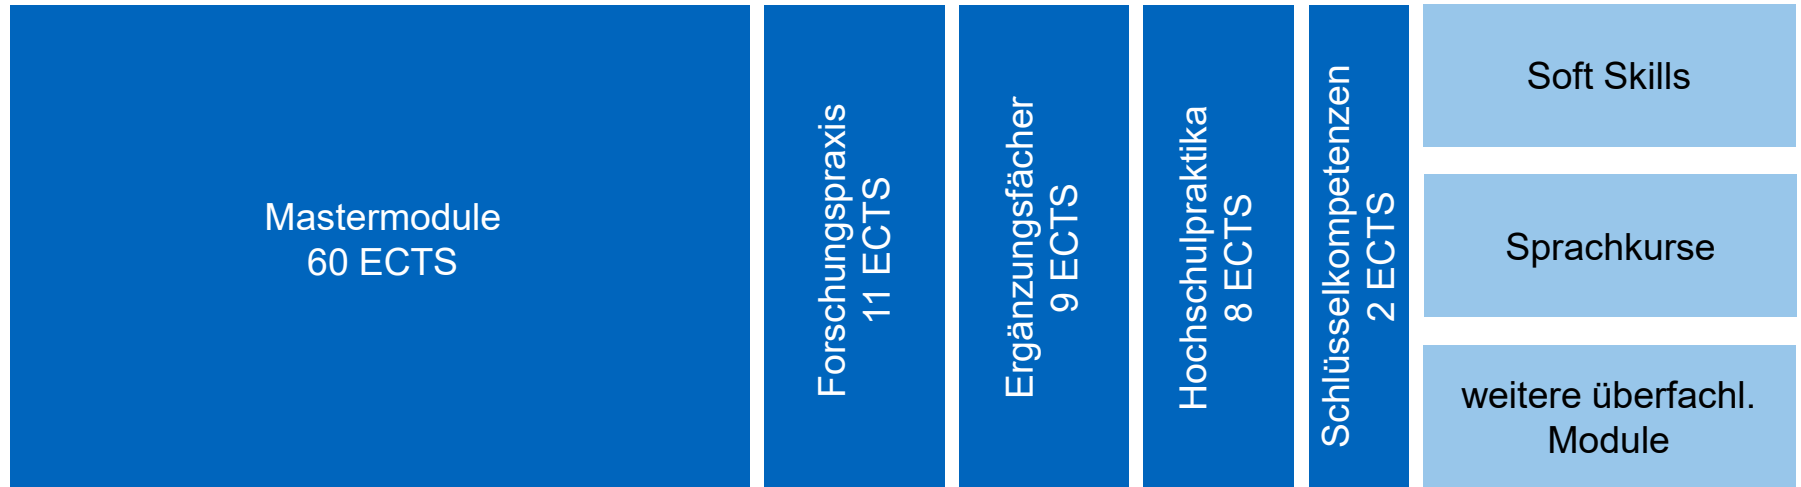 Mastermodule
60 ECTS
Forschungspraxis
11 ECTS
Ergänzungsfächer
9 ECTS
Hochschulpraktika
8 ECTS
Schlüsselkompetenzen
2 ECTS
Soft Skills
Sprachkurse
weitere überfachl.
Module